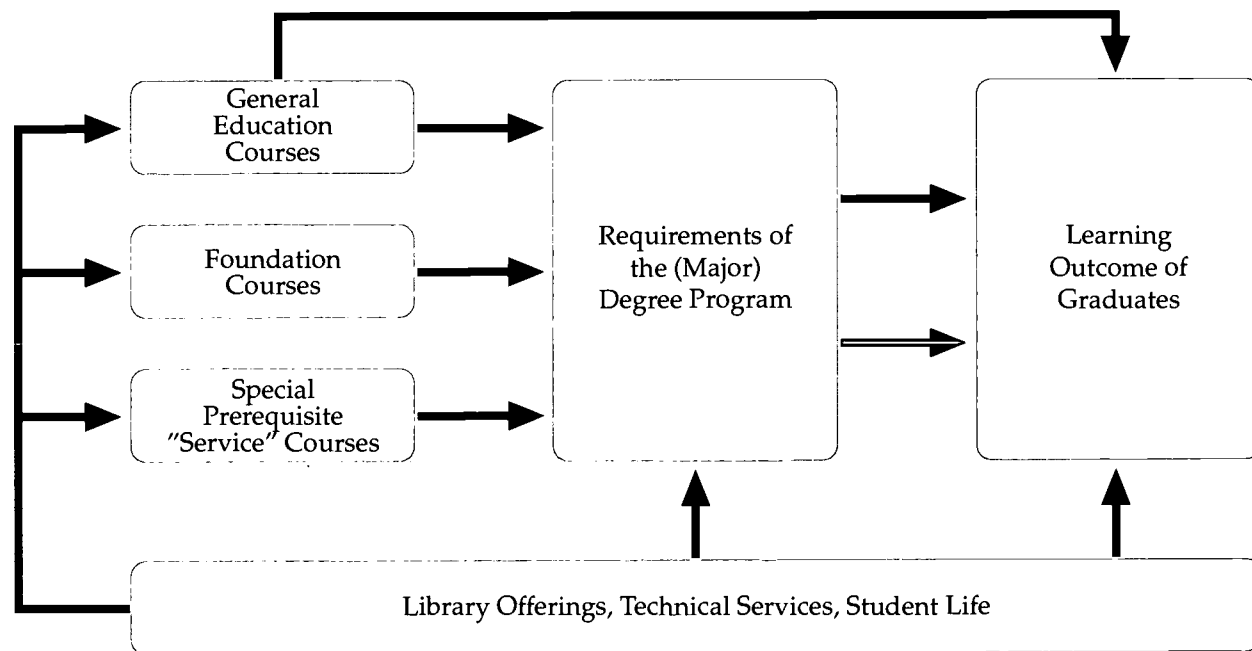 General
Education
Courses
Foundation
Courses
Special
Prerequisite
"Service" Courses
Requirements of
the (Major)
Degree Program
Learning
Outcome of
Graduates
Library Offerings, Technical Services, Student Life